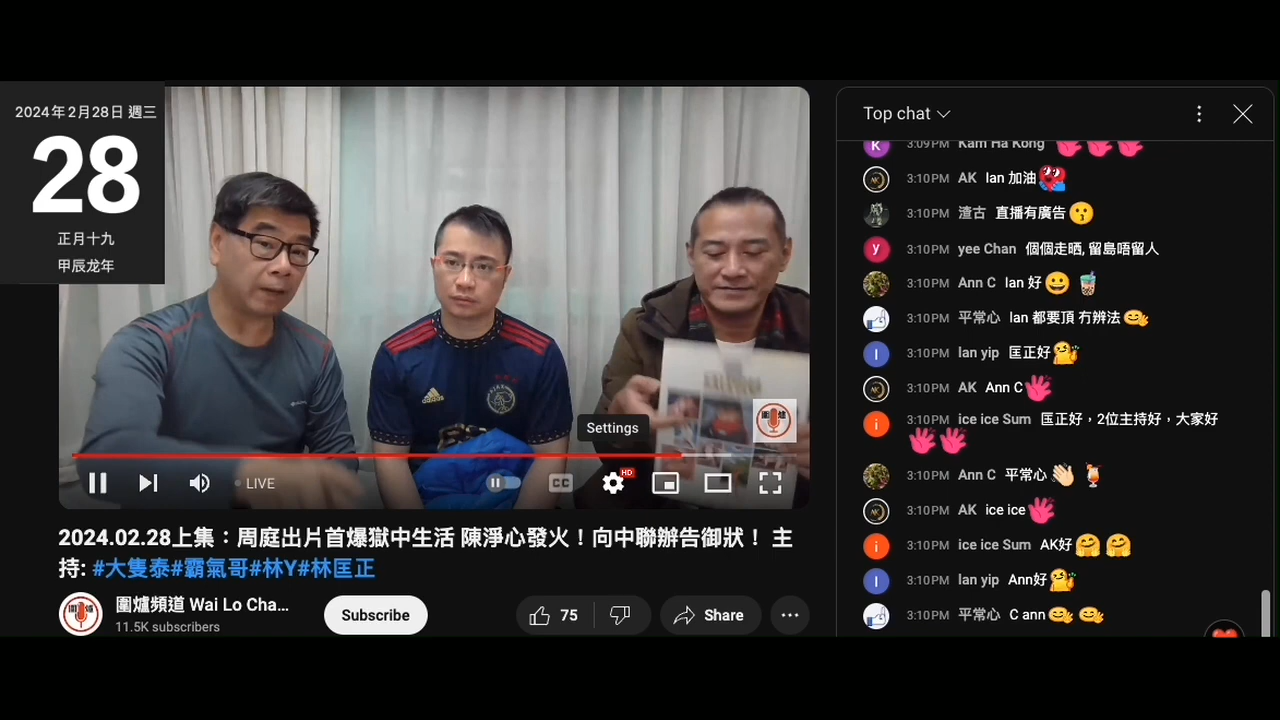 2024年2月28日 週三
28
正月十九
甲辰龙年
圍爐
Settings
HD
LIVE
CC
2024.02.28上集：周庭出片首爆獄中生活 陳淨心發火！向中聯辦告御狀！ 主
持: #大隻泰#霸氣哥#林Y#林匡正
圍爐頻道 Wai Lo Cha...
11.5K subscribers
Subscribe
75
Share
Top chat
K 3:09PM Kam Ha Kong
3:10PM AK Ian 加油
3:10PM 渣古 直播有廣告
y 3:10PM yee Chan 個個走晒, 留島唔留人
3:10PM Ann C Ian 好
3:10PM 平常心 Ian 都要頂 冇辨法
I 3:10PM Ian yip 匡正好
3:10PM AK Ann C
i 3:10PM ice ice Sum 匡正好，2位主持好，大家好
3:10PM Ann C 平常心
3:10PM AK ice ice
i 3:10PM ice ice Sum AK好
I 3:10PM Ian yip Ann好
3:10PM 平常心 C ann